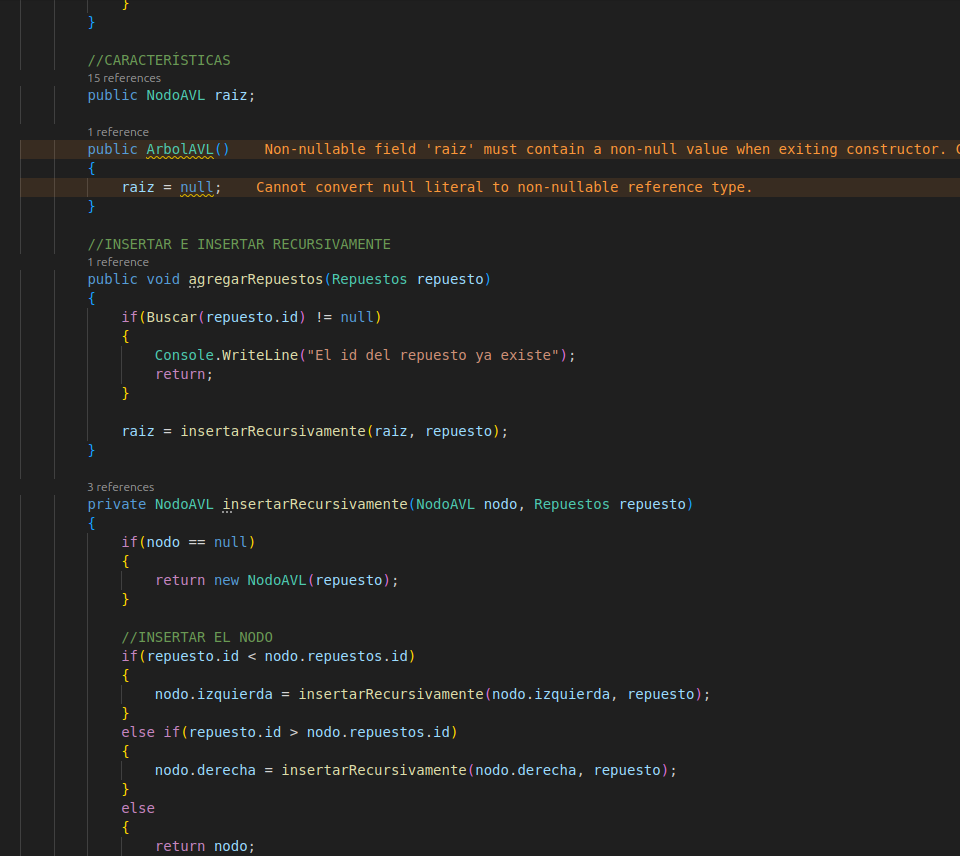 }
}
//CARACTERÍSTICAS
15 references
public NodoAVL raiz;
1 reference
public ArbolAVL()    Non-nullable field 'raiz' must contain a non-null value when exiting constructor.
{
raiz = null;    Cannot convert null literal to non-nullable reference type.
}
//INSERTAR E INSERTAR RECURSIVAMENTE
1 reference
public void agregarRepuestos(Repuestos repuesto)
{
if(Buscar(repuesto.id) != null)
{
Console.WriteLine("El id del repuesto ya existe");
return;
}
raiz = insertarRecursivamente(raiz, repuesto);
}
3 references
private NodoAVL insertarRecursivamente(NodoAVL nodo, Repuestos repuesto)
{
if(nodo == null)
{
return new NodoAVL(repuesto);
}
//INSERTAR EL NODO
if(repuesto.id < nodo.repuestos.id)
{
nodo.izquierda = insertarRecursivamente(nodo.izquierda, repuesto);
}
else if(repuesto.id > nodo.repuestos.id)
{
nodo.derecha = insertarRecursivamente(nodo.derecha, repuesto);
}
else
{
return nodo;